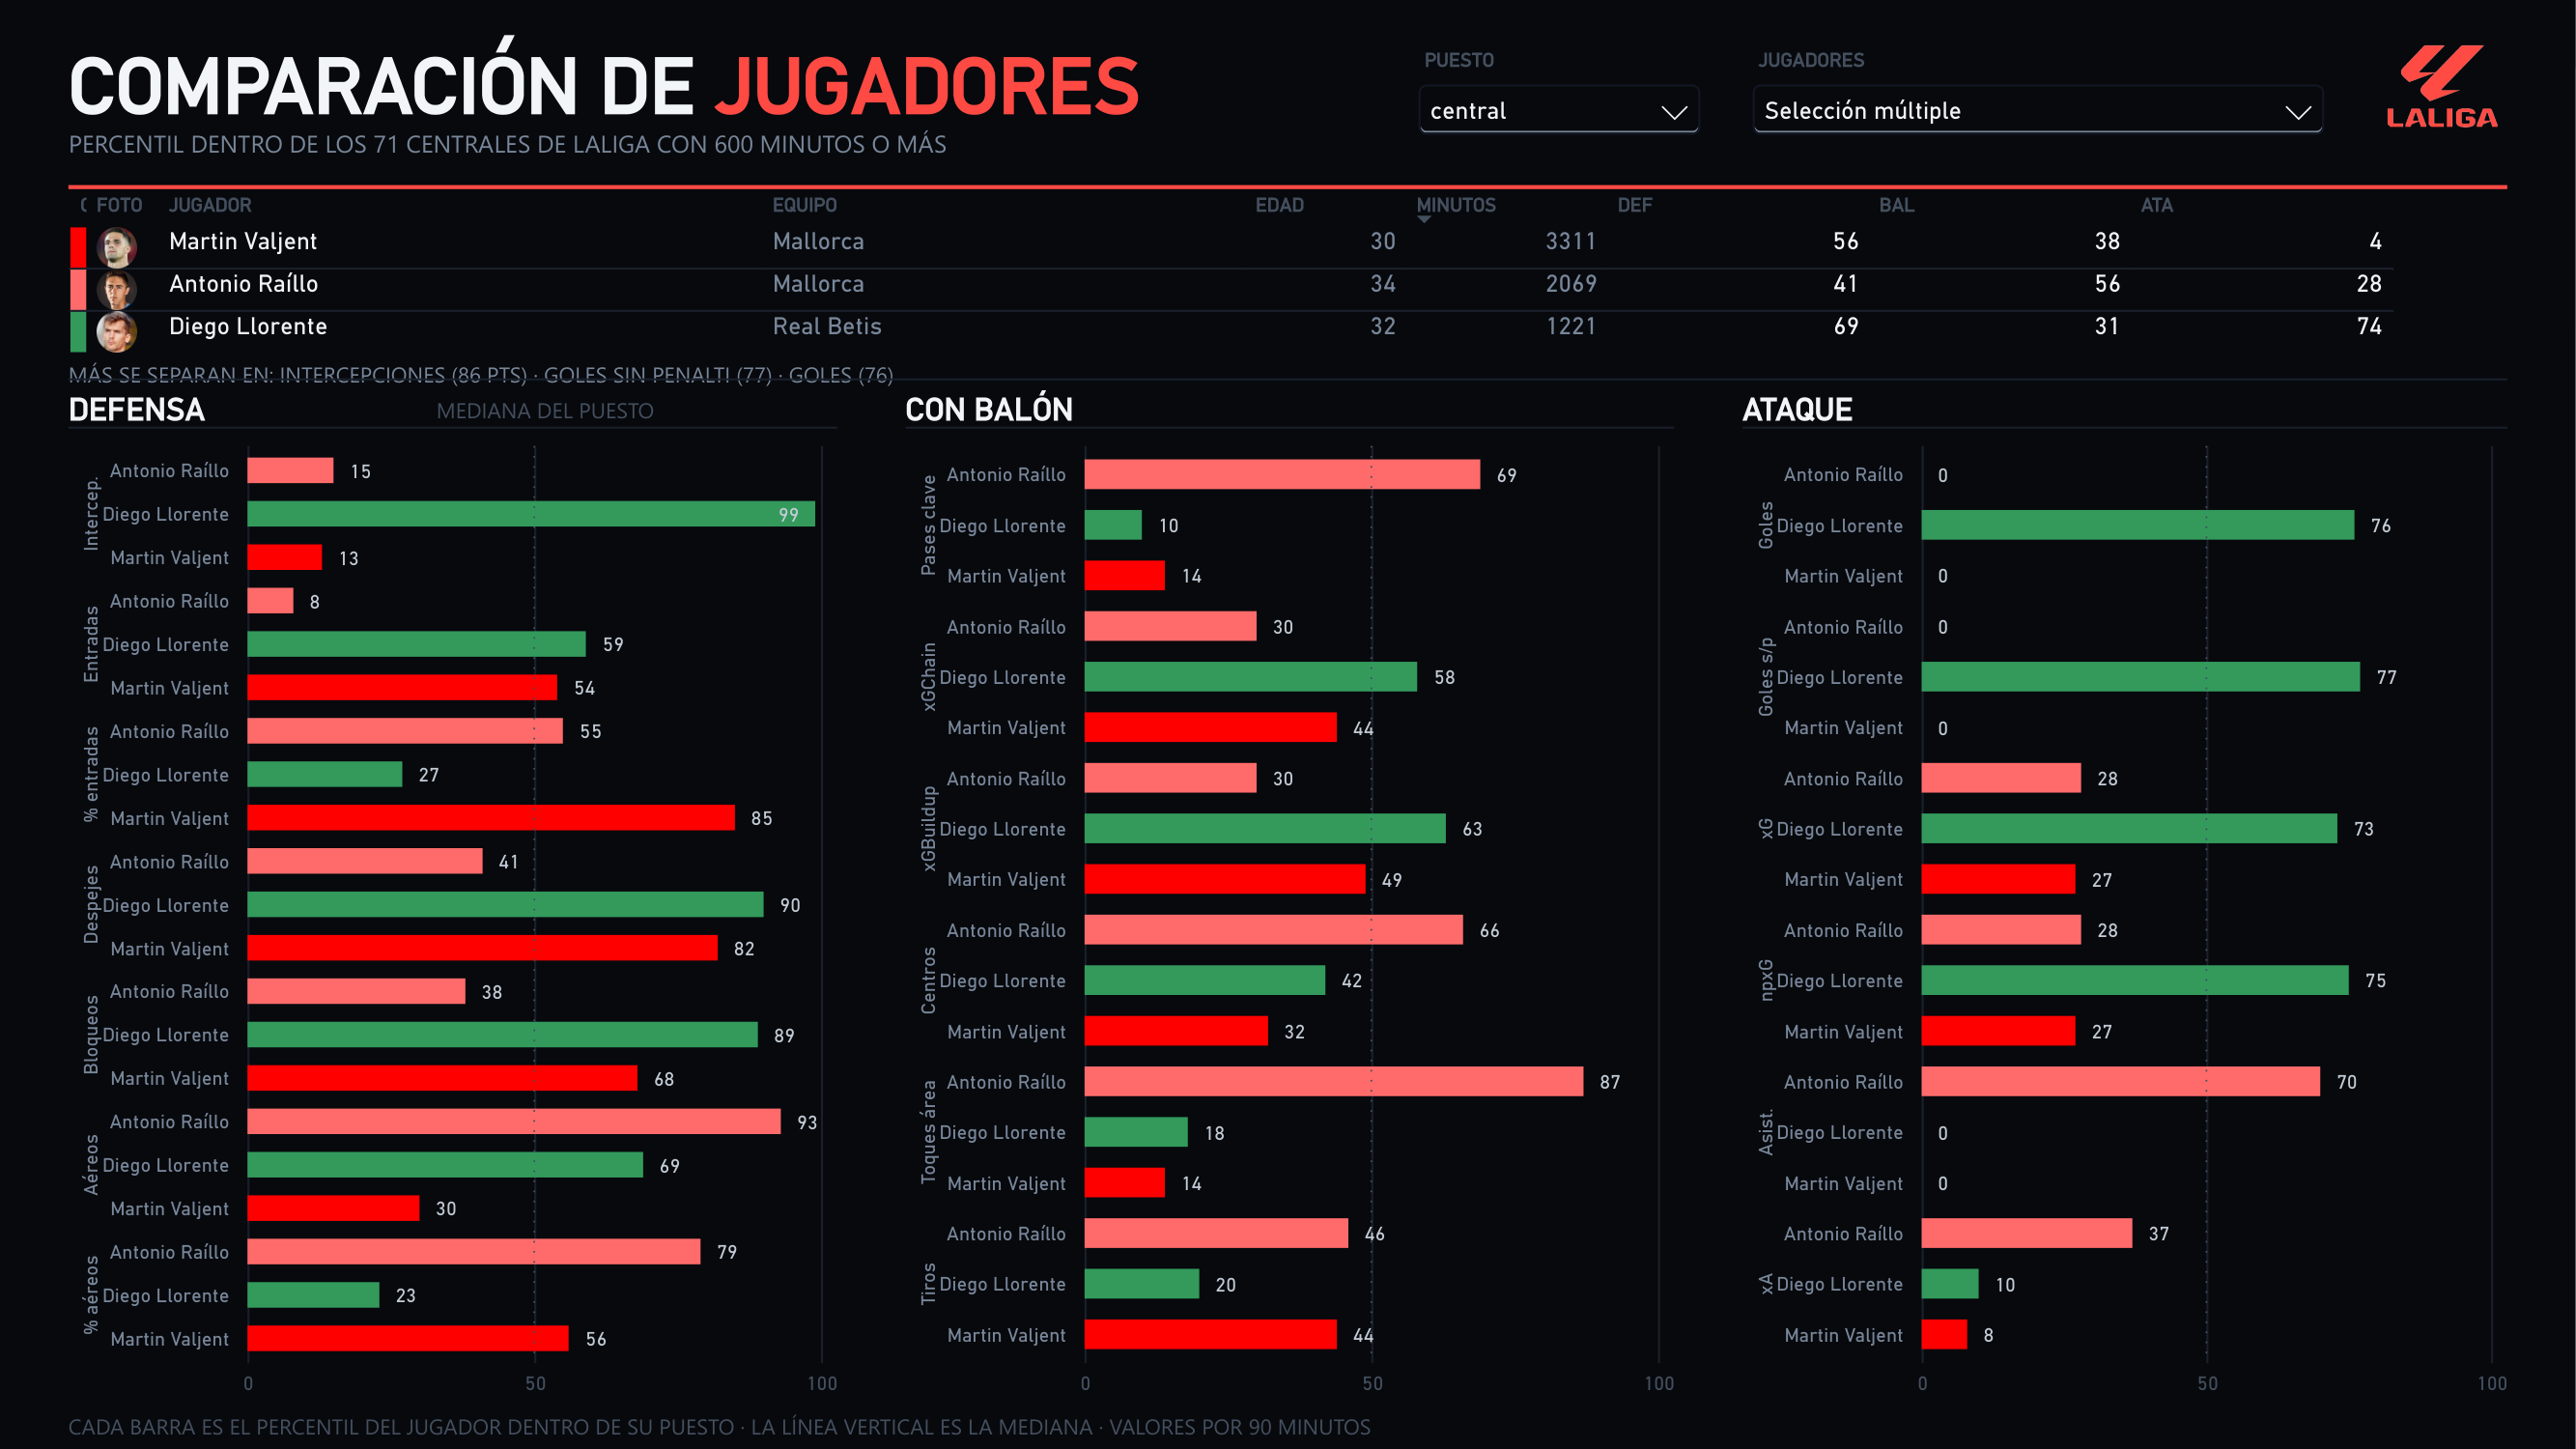 COMPARACIÓN DE JUGADORES
PERCENTIL DENTRO DE LOS 71 CENTRALES DE LALIGA CON 600 MINUTOS O MÁS
PUESTO
central
JUGADORES
Selección múltiple
LALIGA
FOTO JUGADOR EQUIPO EDAD MINUTOS DEF BAL ATA
Martin Valjent Mallorca 30 3311 56 38 4
Antonio Raíllo Mallorca 34 2069 41 56 28
Diego Llorente Real Betis 32 1221 69 31 74
MÁS SE SEPARAN EN: INTERCEPCIONES (86 PTS) · GOLES SIN PENALTI (77) · GOLES (76)
DEFENSA MEDIANA DEL PUESTO
Intercep.
Antonio Raíllo 15
Diego Llorente 99
Martin Valjent 13
Entradas
Antonio Raíllo 8
Diego Llorente 59
Martin Valjent 54
% entradas
Antonio Raíllo 55
Diego Llorente 27
Martin Valjent 85
Despejes
Antonio Raíllo 41
Diego Llorente 90
Martin Valjent 82
Bloqueos
Antonio Raíllo 38
Diego Llorente 89
Martin Valjent 68
Aéreos
Antonio Raíllo 93
Diego Llorente 69
Martin Valjent 30
% aéreos
Antonio Raíllo 79
Diego Llorente 23
Martin Valjent 56
0 50 100
CON BALÓN
Pases clave
Antonio Raíllo 69
Diego Llorente 10
Martin Valjent 14
xGChain
Antonio Raíllo 30
Diego Llorente 58
Martin Valjent 44
xGBuildup
Antonio Raíllo 30
Diego Llorente 63
Martin Valjent 49
Centros
Antonio Raíllo 66
Diego Llorente 42
Martin Valjent 32
Toques área
Antonio Raíllo 87
Diego Llorente 18
Martin Valjent 14
Tiros
Antonio Raíllo 46
Diego Llorente 20
Martin Valjent 44
0 50 100
ATAQUE
Goles
Antonio Raíllo 0
Diego Llorente 76
Martin Valjent 0
Goles s/p
Antonio Raíllo 0
Diego Llorente 77
Martin Valjent 0
xG
Antonio Raíllo 28
Diego Llorente 73
Martin Valjent 27
npxG
Antonio Raíllo 28
Diego Llorente 75
Martin Valjent 27
Asist.
Antonio Raíllo 70
Diego Llorente 0
Martin Valjent 0
xA
Antonio Raíllo 37
Diego Llorente 10
Martin Valjent 8
0 50 100
CADA BARRA ES EL PERCENTIL DEL JUGADOR DENTRO DE SU PUESTO · LA LÍNEA VERTICAL ES LA MEDIANA · VALORES POR 90 MINUTOS